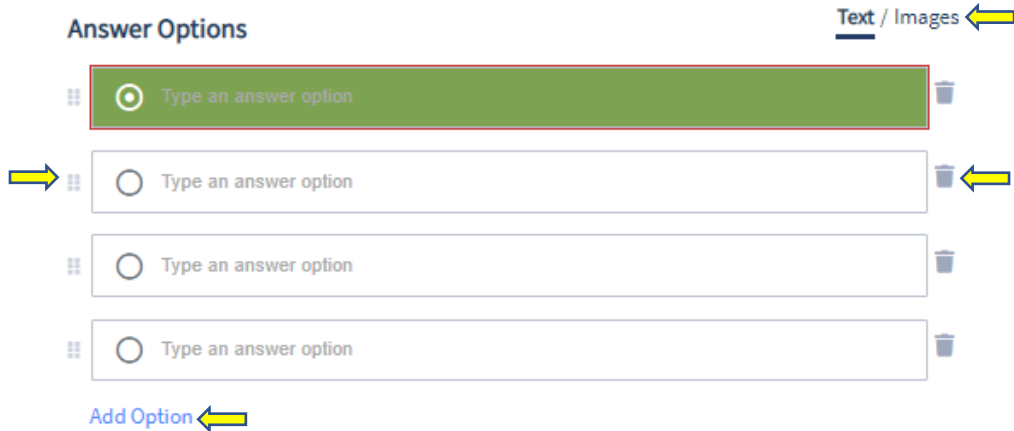 Answer Options
Text / Images
Type an answer option
Type an answer option
Type an answer option
Type an answer option
Add Option